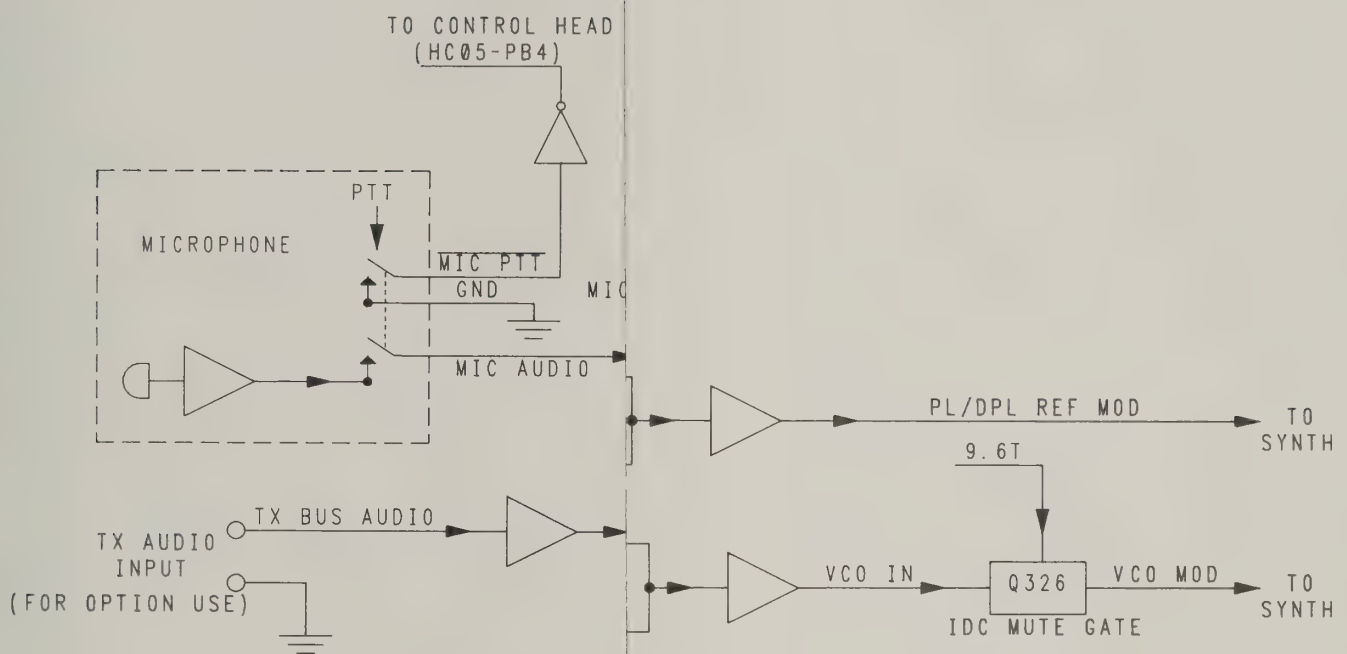 TO CONTROL HEAD
(HC05-PB4)
PTT
MICROPHONE
MIC PTT
GND
MIC
MIC AUDIO
PL/DPL REF MOD
TO
SYNTH
9.6T
TX BUS AUDIO
TX AUDIO
INPUT
(FOR OPTION USE)
VCO IN
Q326
VCO MOD
TO
SYNTH
IDC MUTE GATE